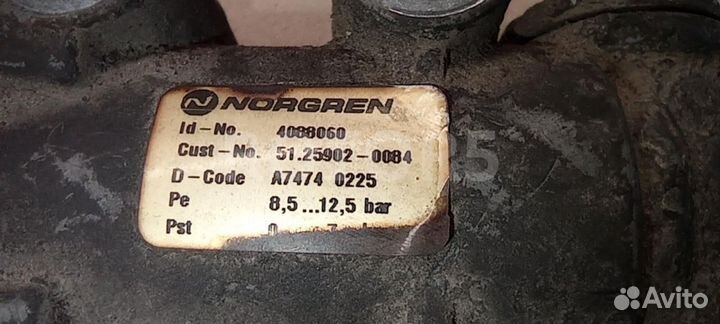 NORGREN
Id-No. 4088060
Cust-No. 51.25902-0084
D-Code A7474 0225
Pe 8,5...12,5 bar
Pst
Avito